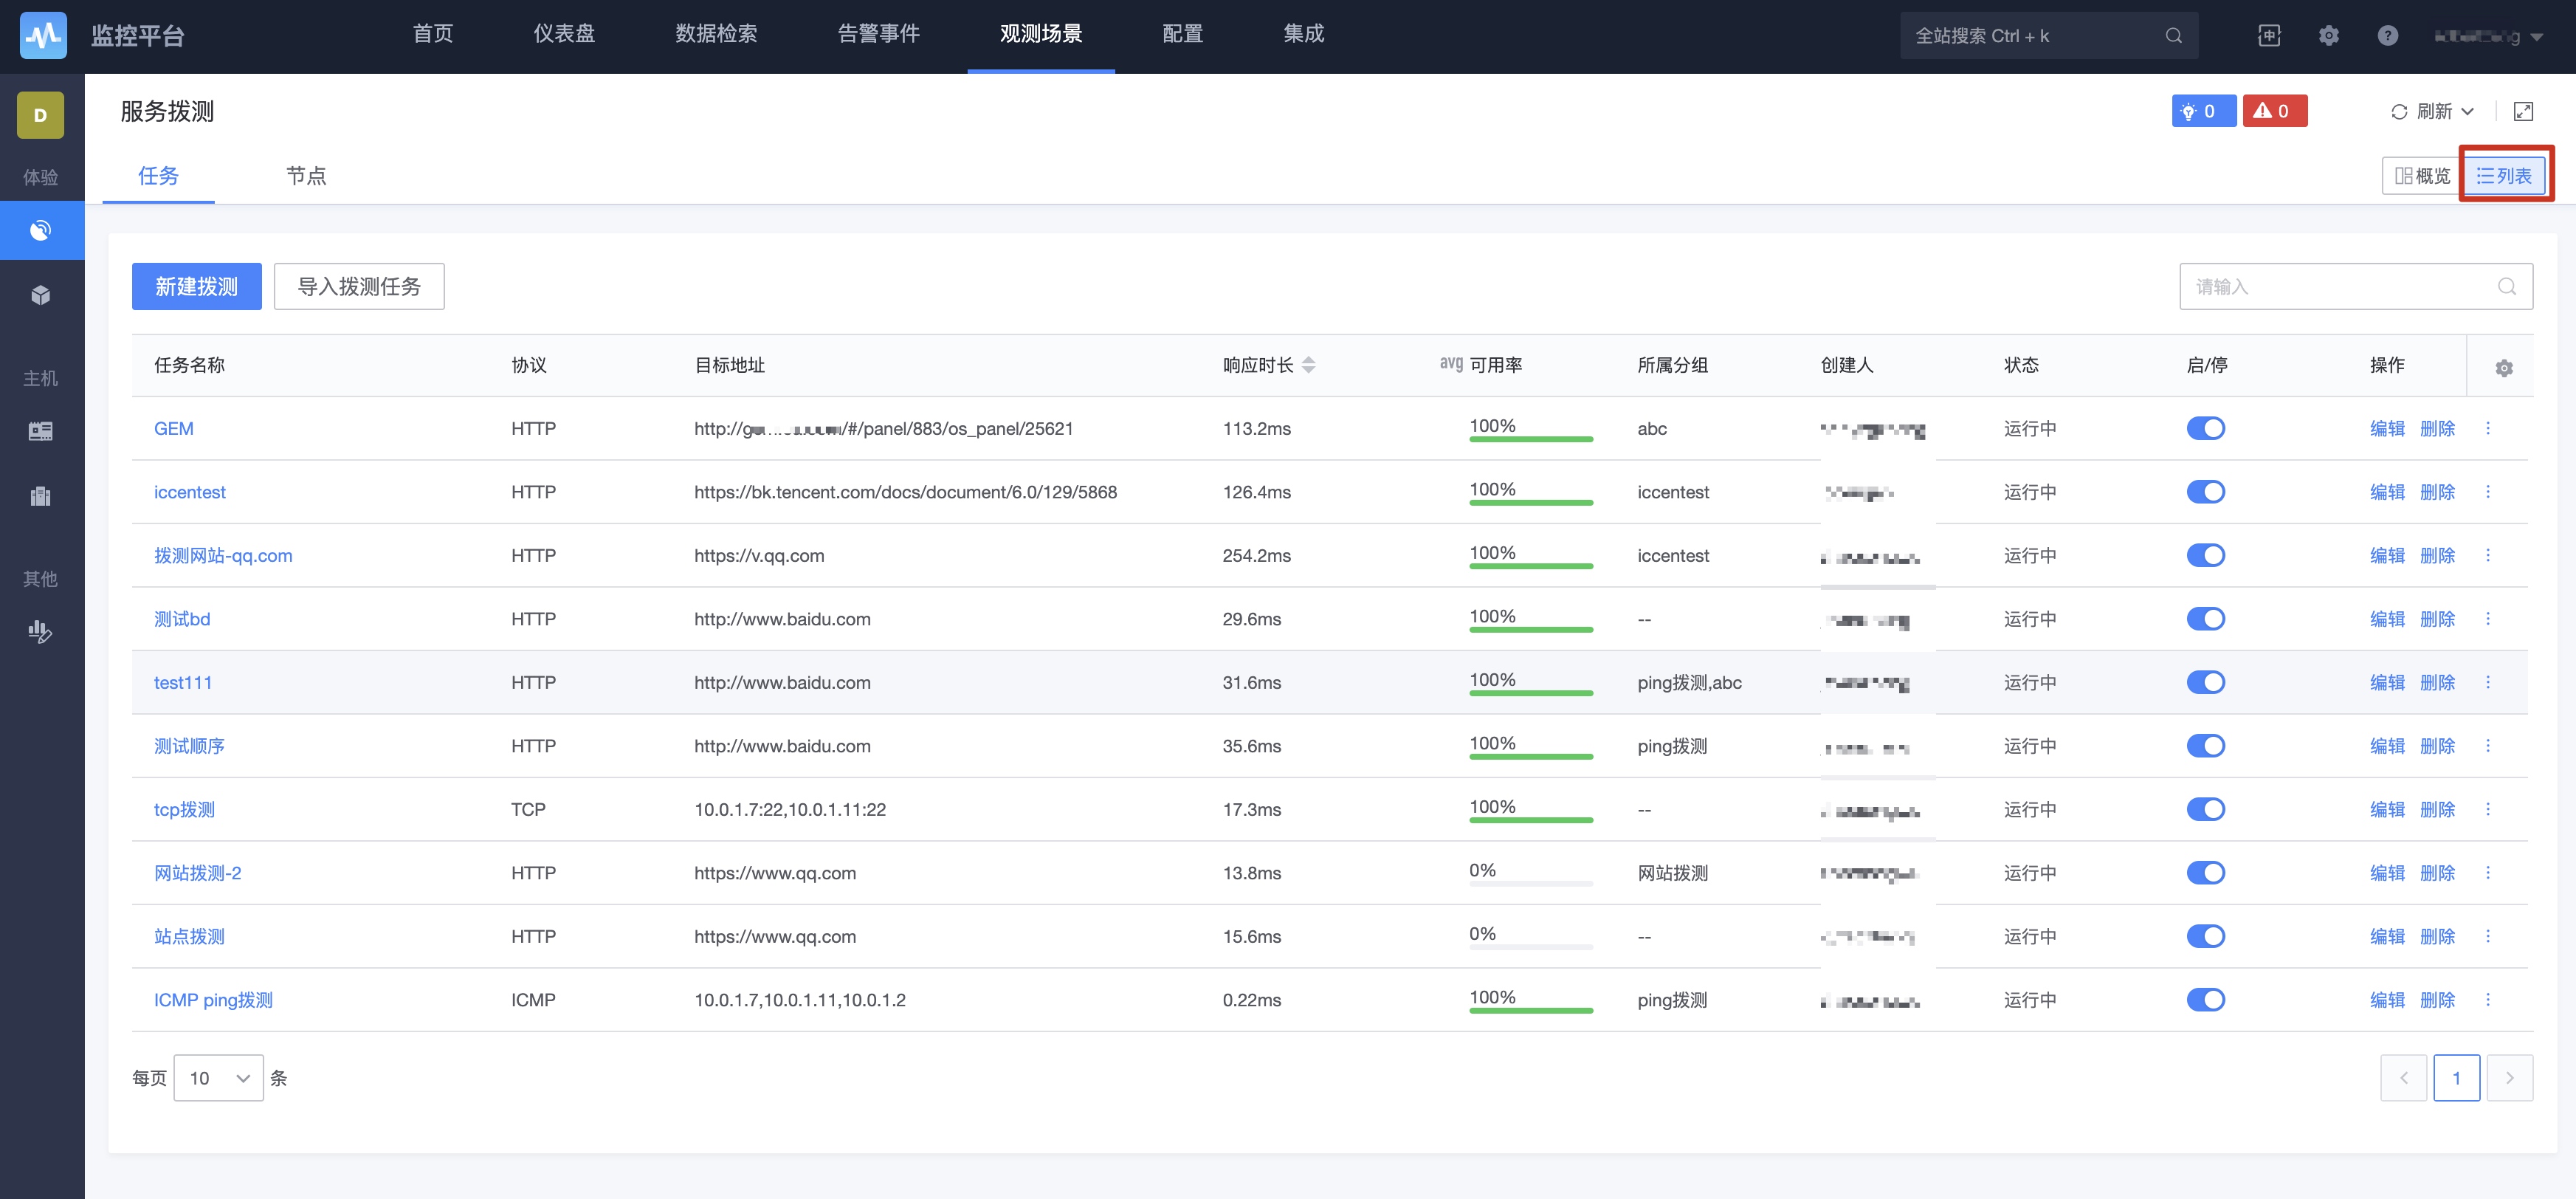 监控平台 首页 仪表盘 数据检索 告警事件 观测场景 配置 集成 全站搜索 Ctrl + k 中 ?
D
服务拨测 0 0 刷新
任务 节点 概览 列表
体验
主机
其他
新建拨测 导入拨测任务 请输入
任务名称 协议 目标地址 响应时长 avg 可用率 所属分组 创建人 状态 启/停 操作
GEM HTTP /#/panel/883/os_panel/25621 113.2ms 100% abc 运行中 编辑 删除
iccentest HTTP https://bk.tencent.com/docs/document/6.0/129/5868 126.4ms 100% iccentest 运行中 编辑 删除
拨测网站-qq.com HTTP https://v.qq.com 254.2ms 100% iccentest 运行中 编辑 删除
测试bd HTTP http://www.baidu.com 29.6ms 100% -- 运行中 编辑 删除
test111 HTTP http://www.baidu.com 31.6ms 100% ping拨测,abc 运行中 编辑 删除
测试顺序 HTTP http://www.baidu.com 35.6ms 100% ping拨测 运行中 编辑 删除
tcp拨测 TCP 10.0.1.7:22,10.0.1.11:22 17.3ms 100% -- 运行中 编辑 删除
网站拨测-2 HTTP https://www.qq.com 13.8ms 0% 网站拨测 运行中 编辑 删除
站点拨测 HTTP https://www.qq.com 15.6ms 0% -- 运行中 编辑 删除
ICMP ping拨测 ICMP 10.0.1.7,10.0.1.11,10.0.1.2 0.22ms 100% ping拨测 运行中 编辑 删除
每页 10 条 1